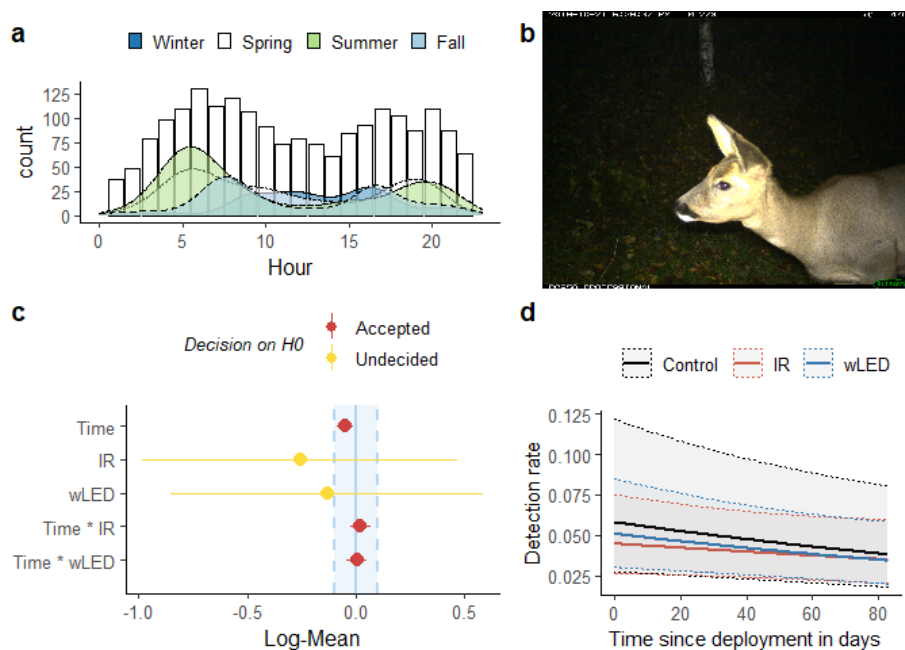 a
Winter Spring Summer Fall
count
125
100
75
50
25
0
0 5 10 15 20
Hour
b
c
Decision on H0
Accepted
Undecided
Time
IR
wLED
Time * IR
Time * wLED
-1.0 -0.5 0.0 0.5
Log-Mean
d
Control IR wLED
Detection rate
0.125
0.100
0.075
0.050
0.025
0 20 40 60 80
Time since deployment in days